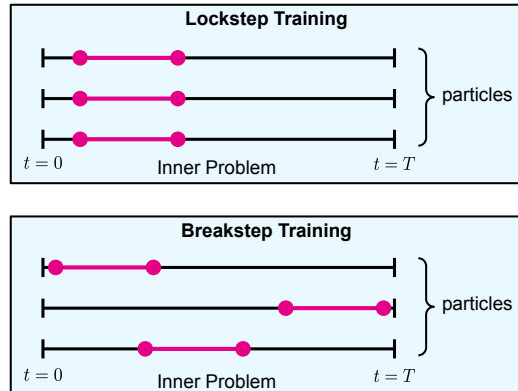 Lockstep Training
particles
t = 0
Inner Problem
t = T
Breakstep Training
particles
t = 0
Inner Problem
t = T